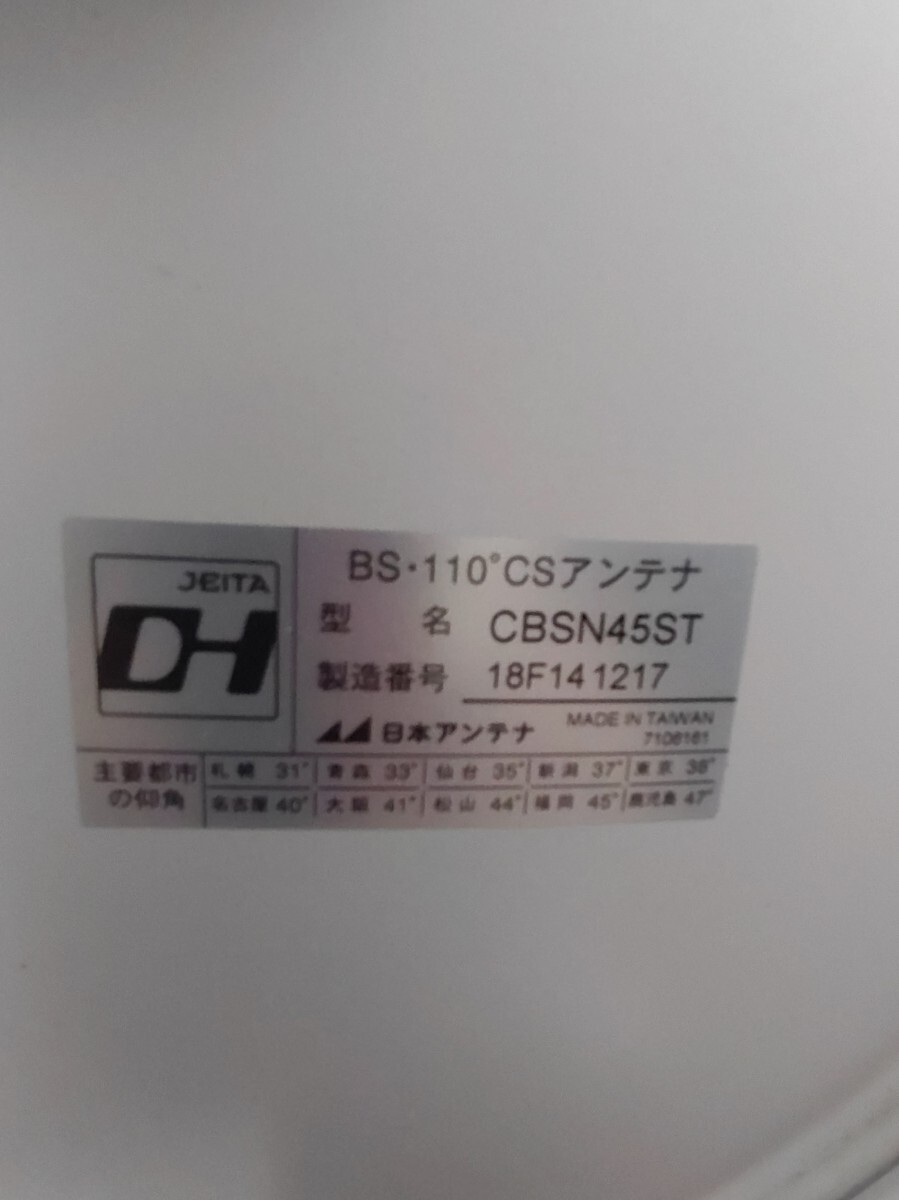 JEITA
DH
BS・110°CSアンテナ
型 名 CBSN45ST
製造番号 18F141217
日本アンテナ
MADE IN TAIWAN
7106161
主要都市の仰角
札幌 31° 青森 33° 仙台 35° 新潟 37° 東京 38°
名古屋 40° 大阪 41° 松山 44° 福岡 45° 鹿児島 47°